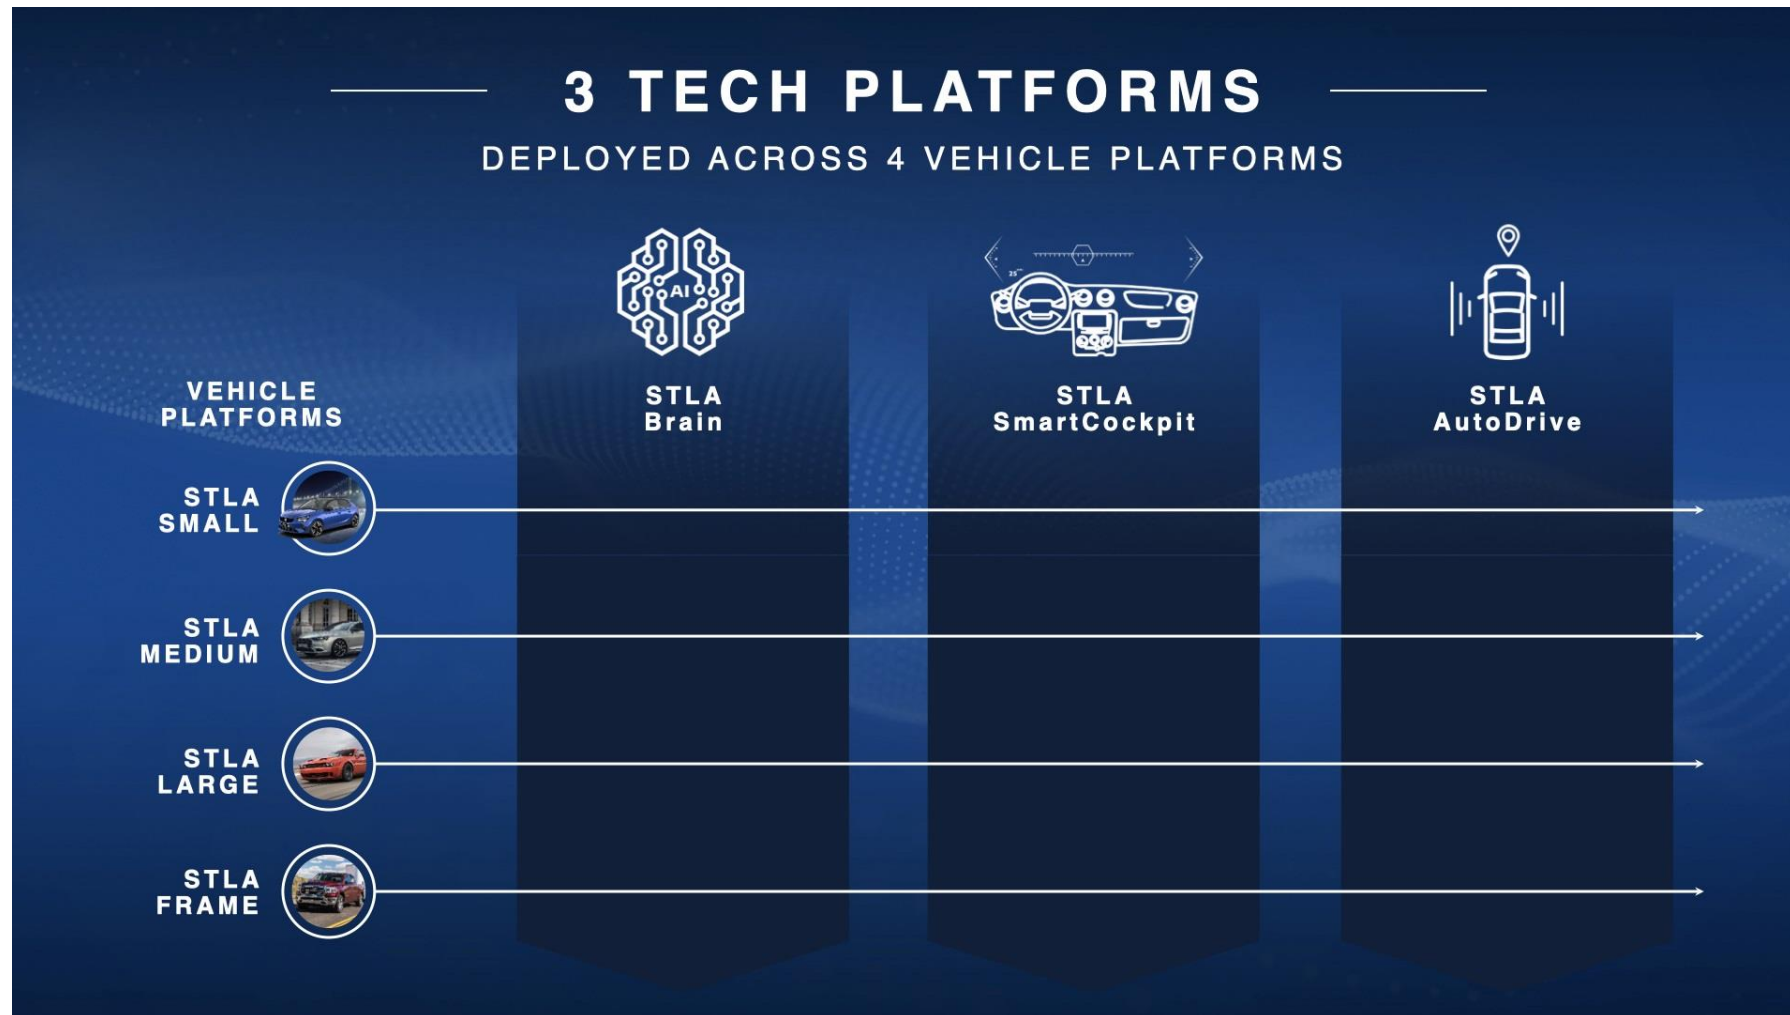 3 TECH PLATFORMS
DEPLOYED ACROSS 4 VEHICLE PLATFORMS
AI
25
VEHICLE
PLATFORMS
STLA
Brain
STLA
SmartCockpit
STLA
AutoDrive
STLA
SMALL
STLA
MEDIUM
STLA
LARGE
STLA
FRAME